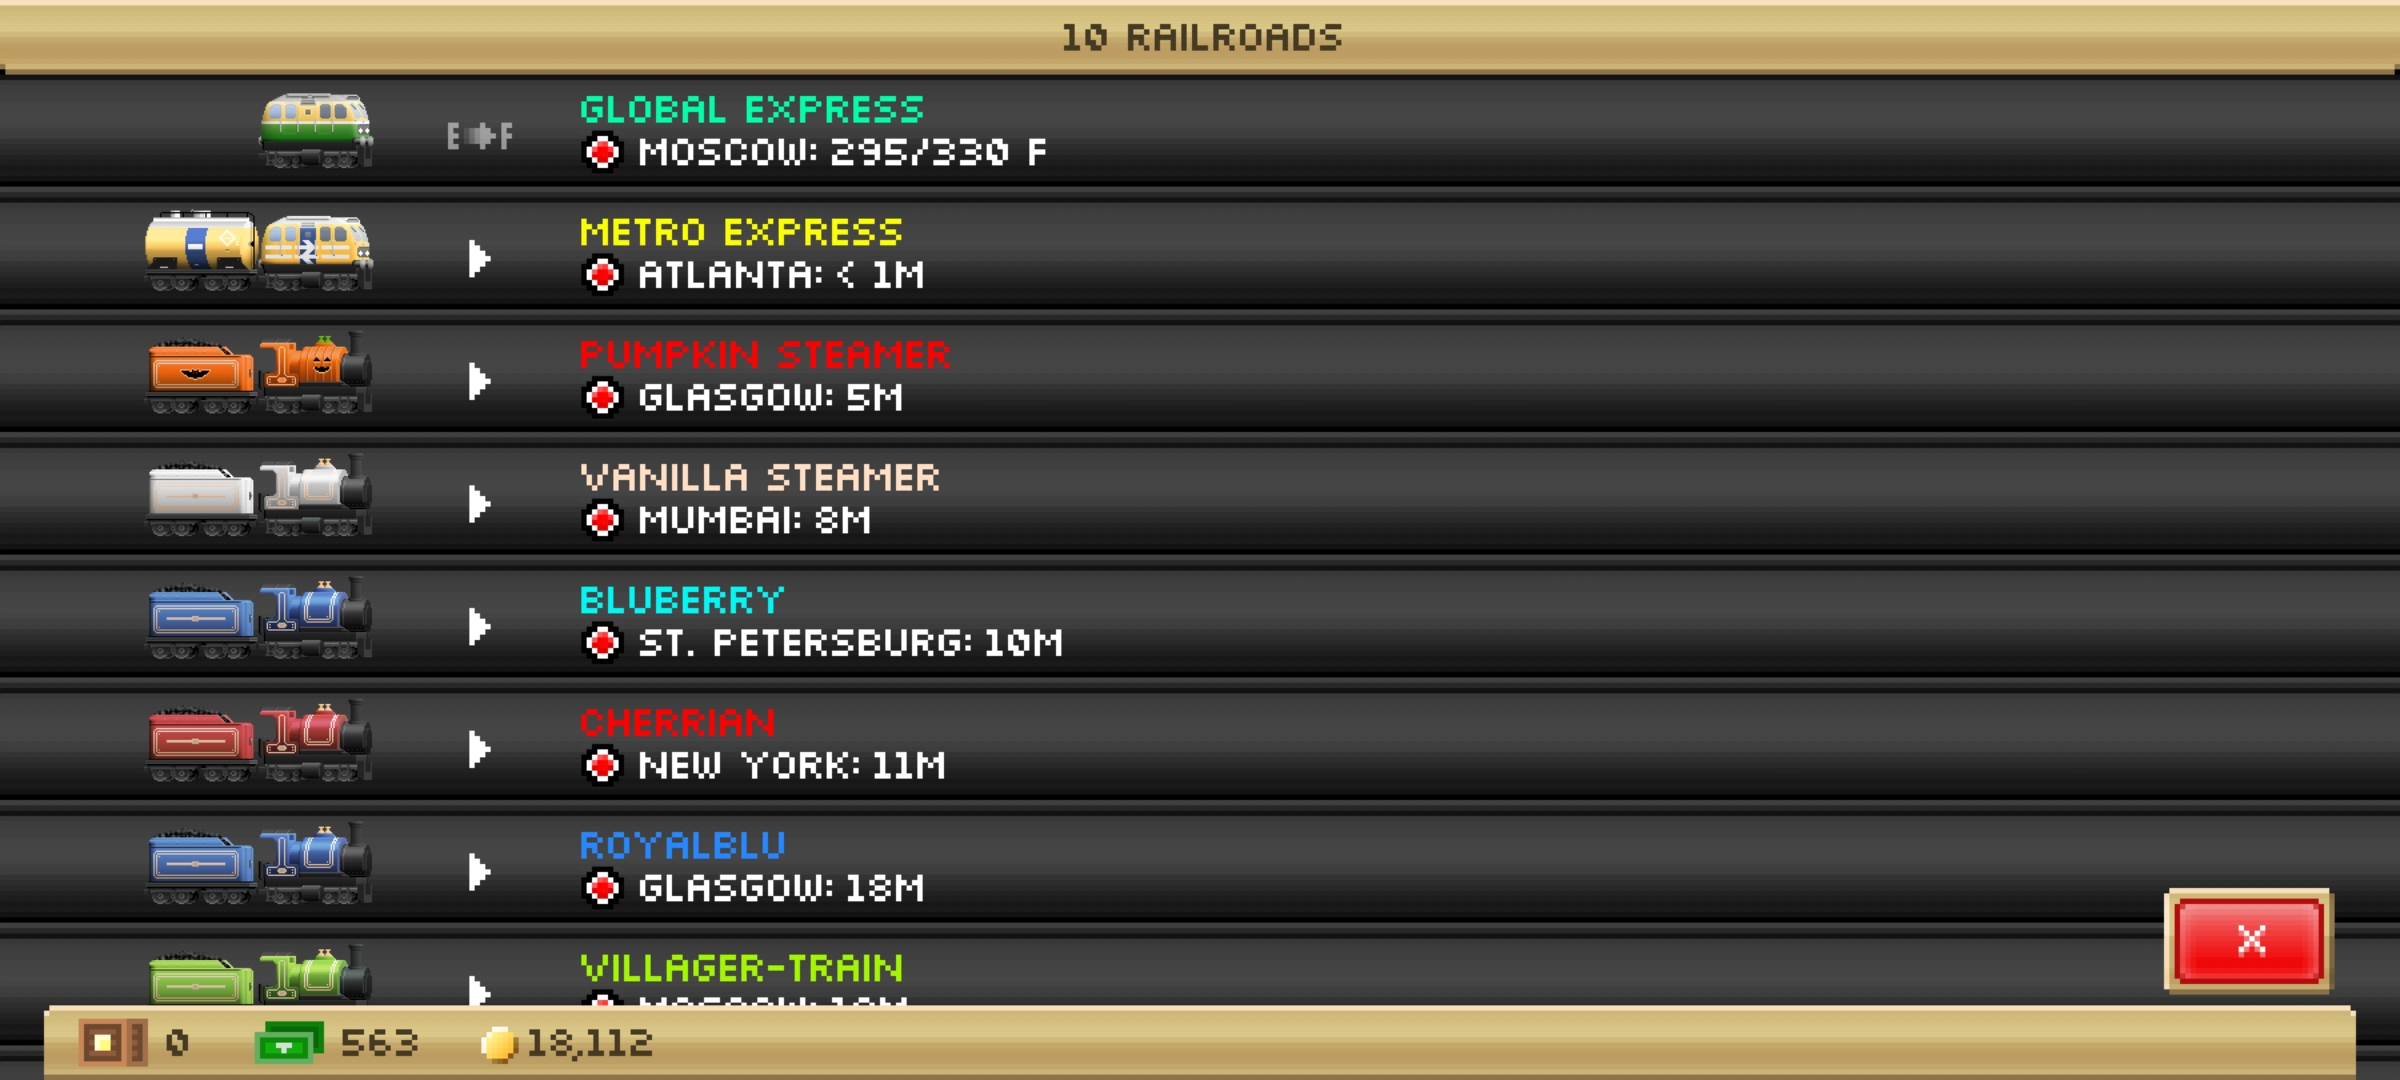 10 RAILROADS
E F
GLOBAL EXPRESS
MOSCOW: 295/330 F
METRO EXPRESS
ATLANTA: < 1M
PUMPKIN STEAMER
GLASGOW: 5M
VANILLA STEAMER
MUMBAI: 8M
BLUBERRY
ST. PETERSBURG: 10M
CHERRIAN
NEW YORK: 11M
ROYALBLU
GLASGOW: 18M
VILLAGER-TRAIN
X
0 563 18,112